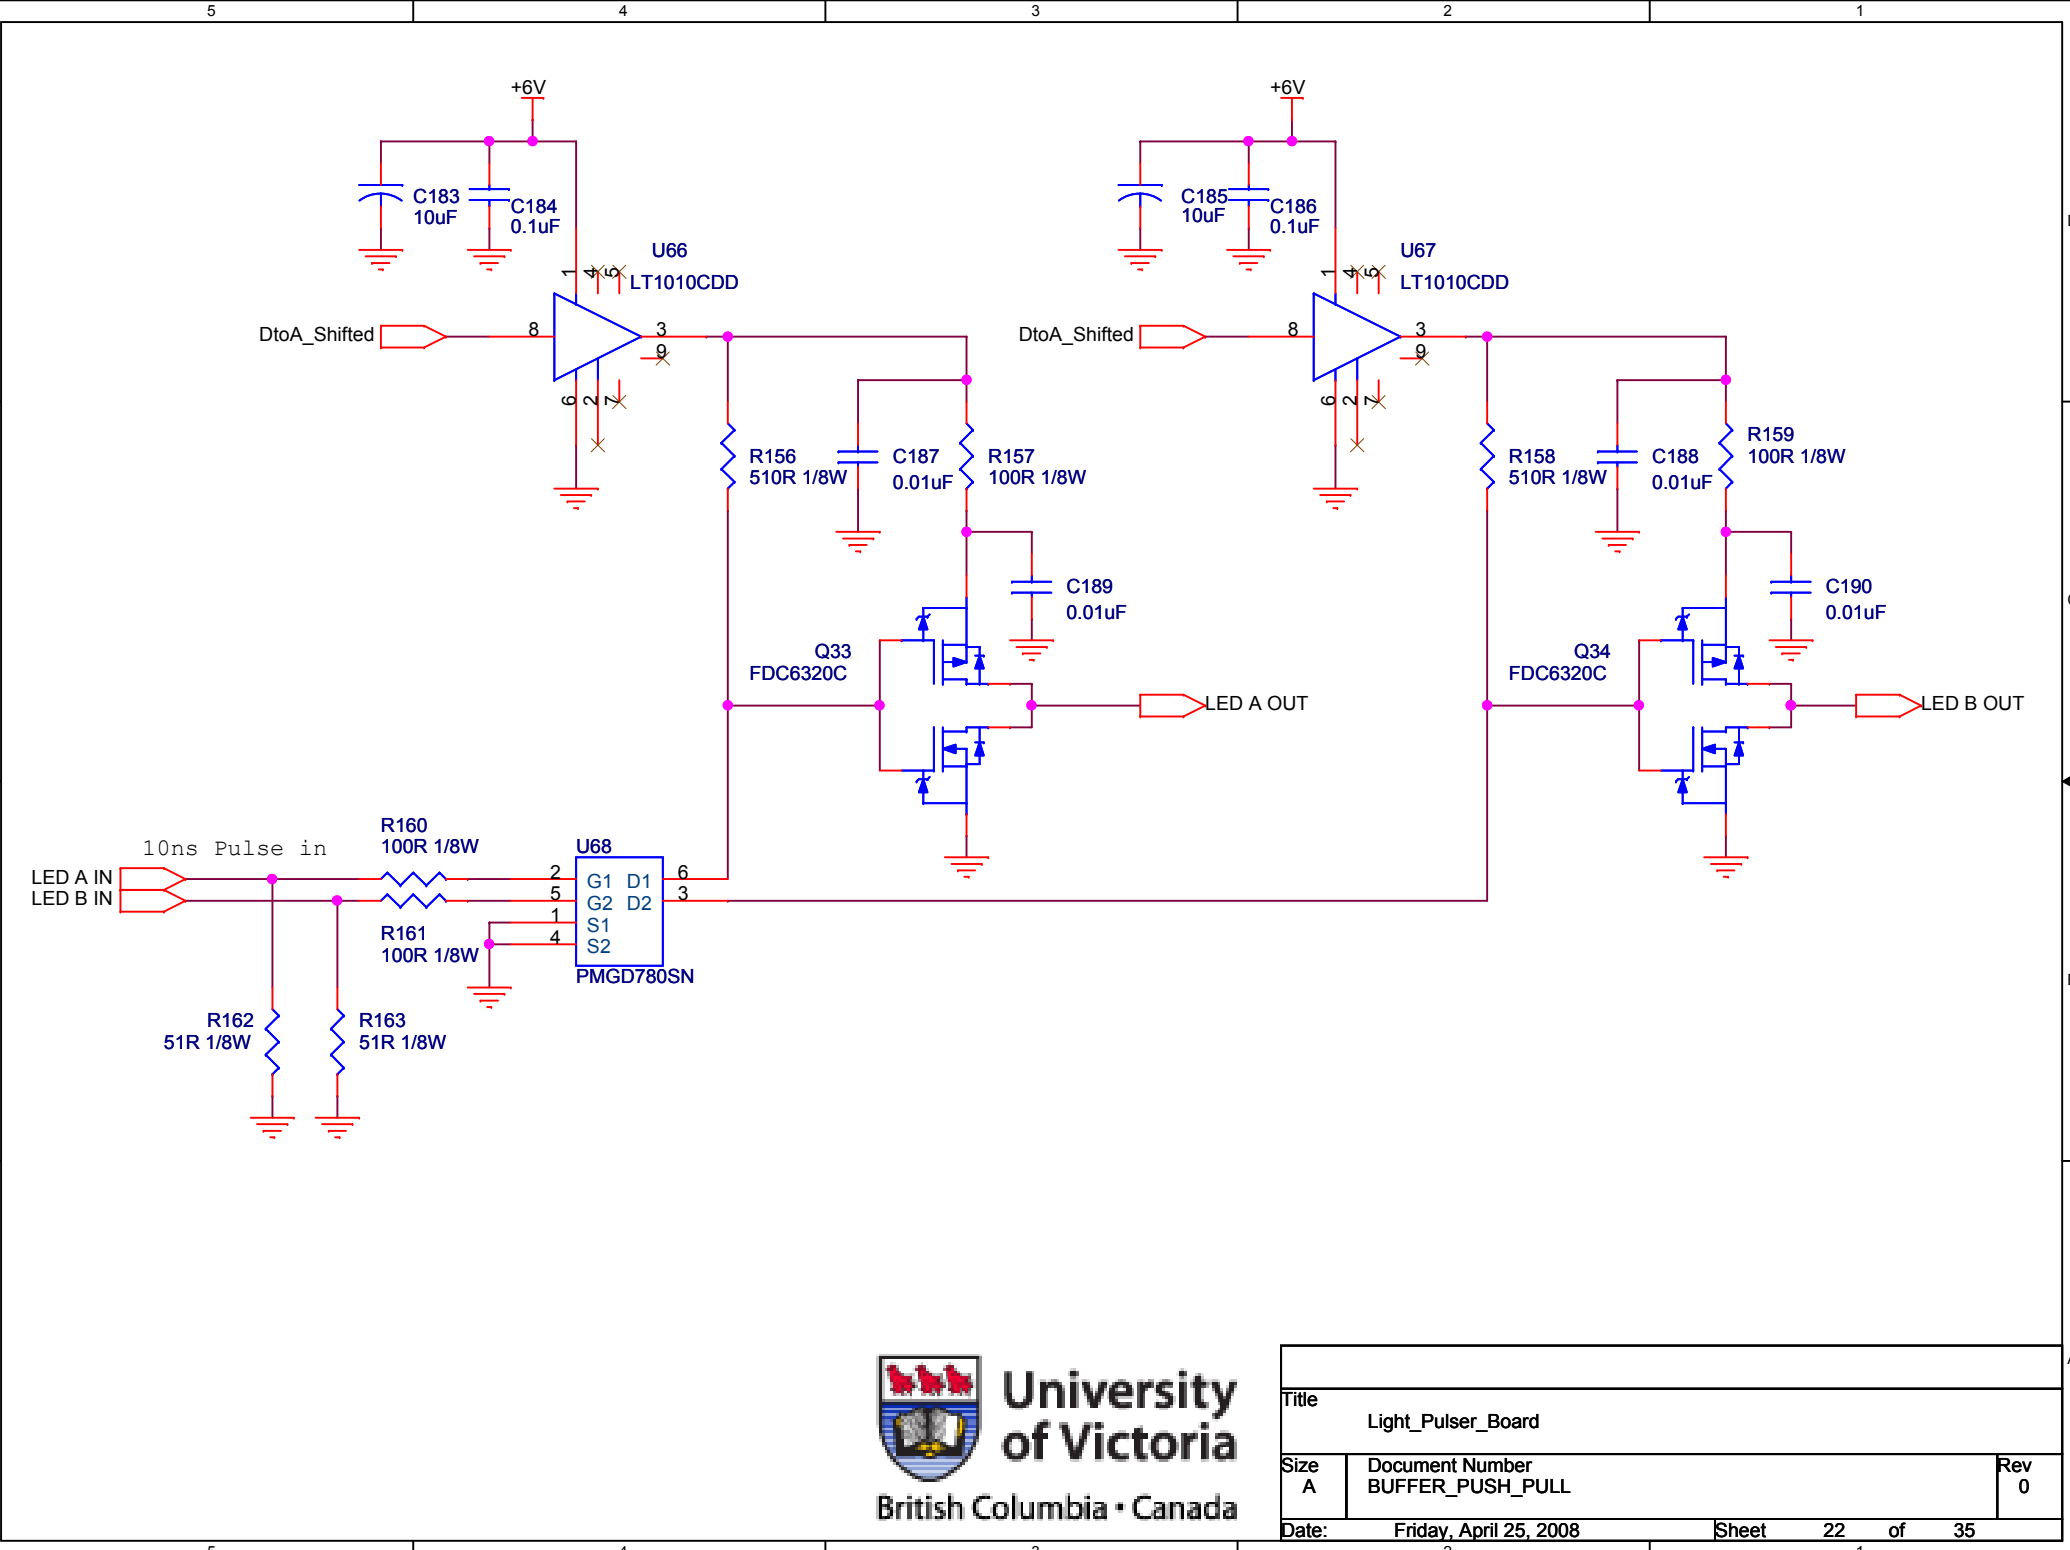 5 4 3 2 1
+6V +6V
C183
10uF
C184
0.1uF
C185
10uF
C186
0.1uF
U66
LT1010CDD
U67
LT1010CDD
1 4 5
1 4 5
DtoA_Shifted 8 3
9
DtoA_Shifted 8 3
9
6 2 7
6 2 7
R156
510R 1/8W
C187
0.01uF
R157
100R 1/8W
R158
510R 1/8W
C188
0.01uF
R159
100R 1/8W
C189
0.01uF
C190
0.01uF
Q33
FDC6320C
Q34
FDC6320C
LED A OUT
LED B OUT
10ns Pulse in
R160
100R 1/8W
U68
LED A IN 2 G1 D1 6
LED B IN 5 G2 D2 3
1 S1
4 S2
R161
100R 1/8W
PMGD780SN
R162
51R 1/8W
R163
51R 1/8W
University
of Victoria
British Columbia • Canada
Title
Light_Pulser_Board
Size
A
Document Number
BUFFER_PUSH_PULL
Rev
0
Date: Friday, April 25, 2008 Sheet 22 of 35